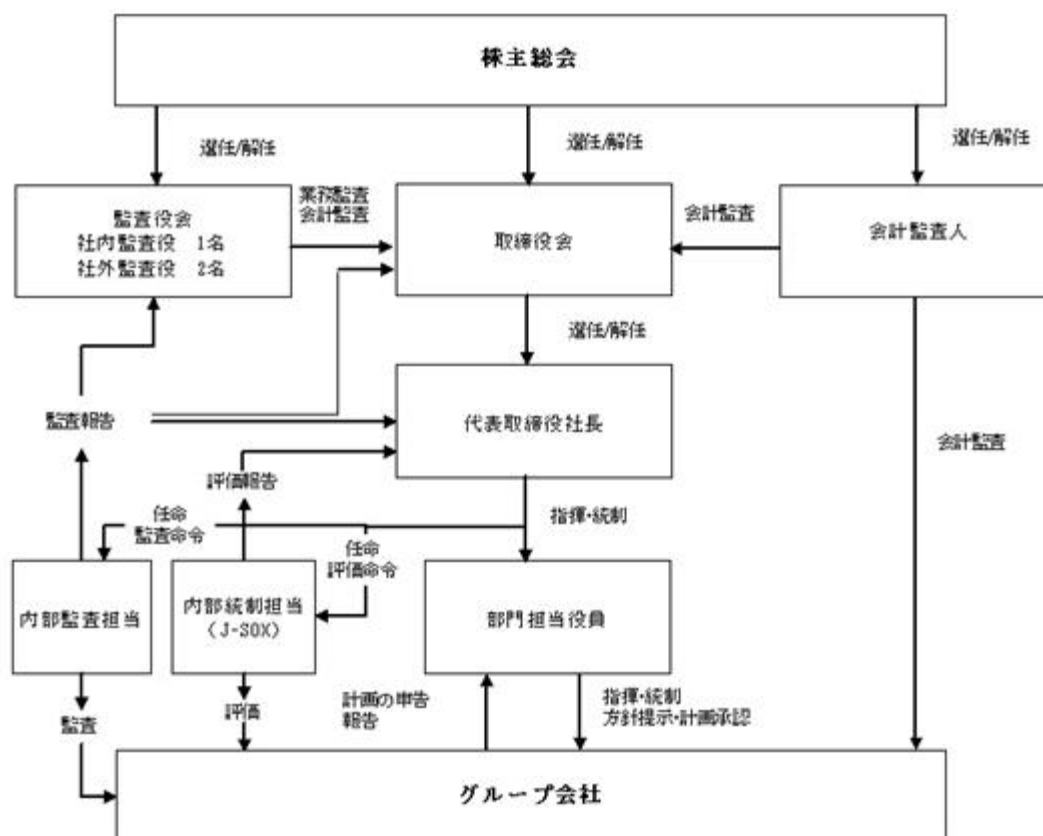 株主総会
選任/解任
選任/解任
選任/解任
監査役会
社内監査役 1名
社外監査役 2名
業務監査
会計監査
取締役会
会計監査
会計監査人
選任/解任
監査報告
代表取締役社長
会計監査
評価報告
任命
監査命令
指揮・統制
任命
評価命令
内部監査担当
内部統制担当
(J-SOX)
部門担当役員
監査
評価
計画の申告
報告
指揮・統制
方針提示・計画承認
グループ会社